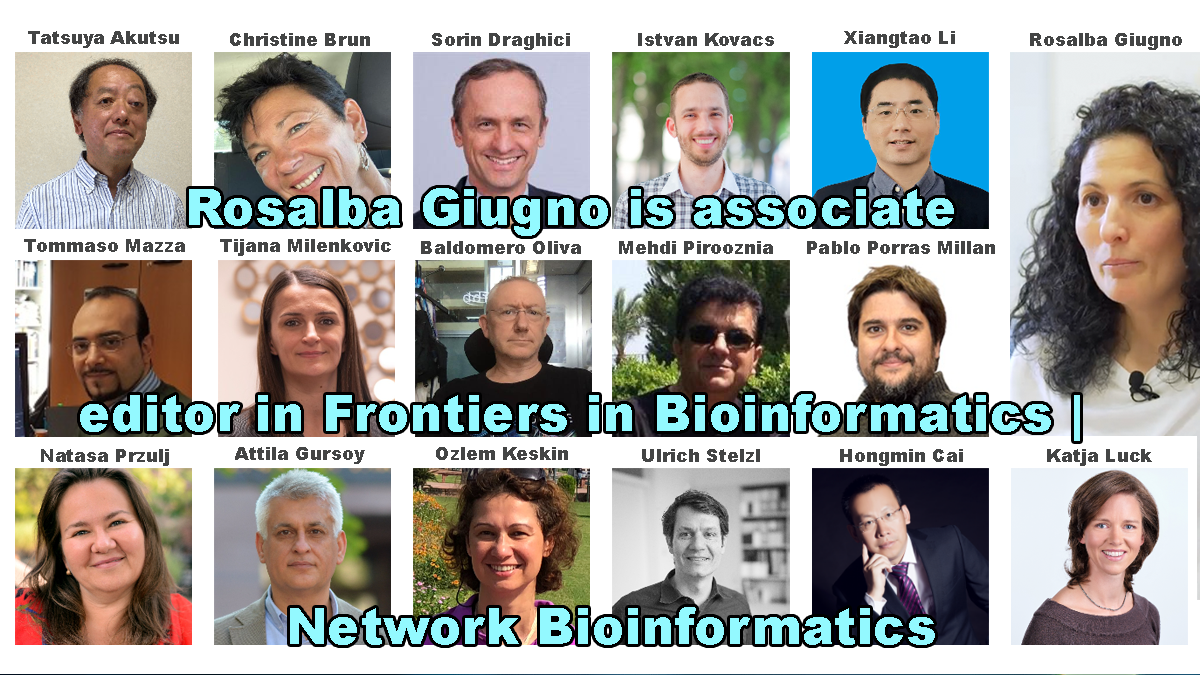 Tatsuya Akutsu Christine Brun Sorin Draghici Istvan Kovacs Xiangtao Li Rosalba Giugno
Rosalba Giugno is associate
Tommaso Mazza Tijana Milenkovic Baldomero Oliva Mehdi Pirooznia Pablo Porras Millan
editor in Frontiers in Bioinformatics |
Natasa Przulj Attila Gursoy Ozlem Keskin Ulrich Stelzl Hongmin Cai Katja Luck
Network Bioinformatics